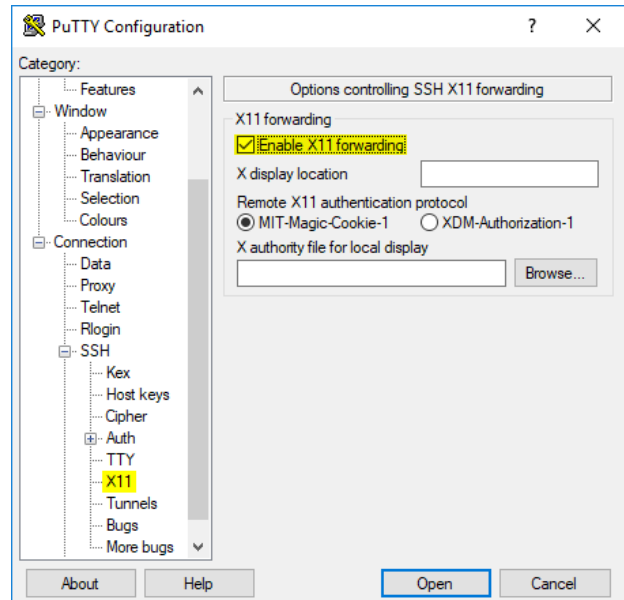 PuTTY Configuration
?
Category:
Features
Window
Appearance
Behaviour
Translation
Selection
Colours
Connection
Data
Proxy
Telnet
Rlogin
SSH
Kex
Host keys
Cipher
Auth
TTY
X11
Tunnels
Bugs
More bugs
Options controlling SSH X11 forwarding
X11 forwarding
Enable X11 forwarding
X display location
Remote X11 authentication protocol
MIT-Magic-Cookie-1 XDM-Authorization-1
X authority file for local display
Browse...
About Help Open Cancel